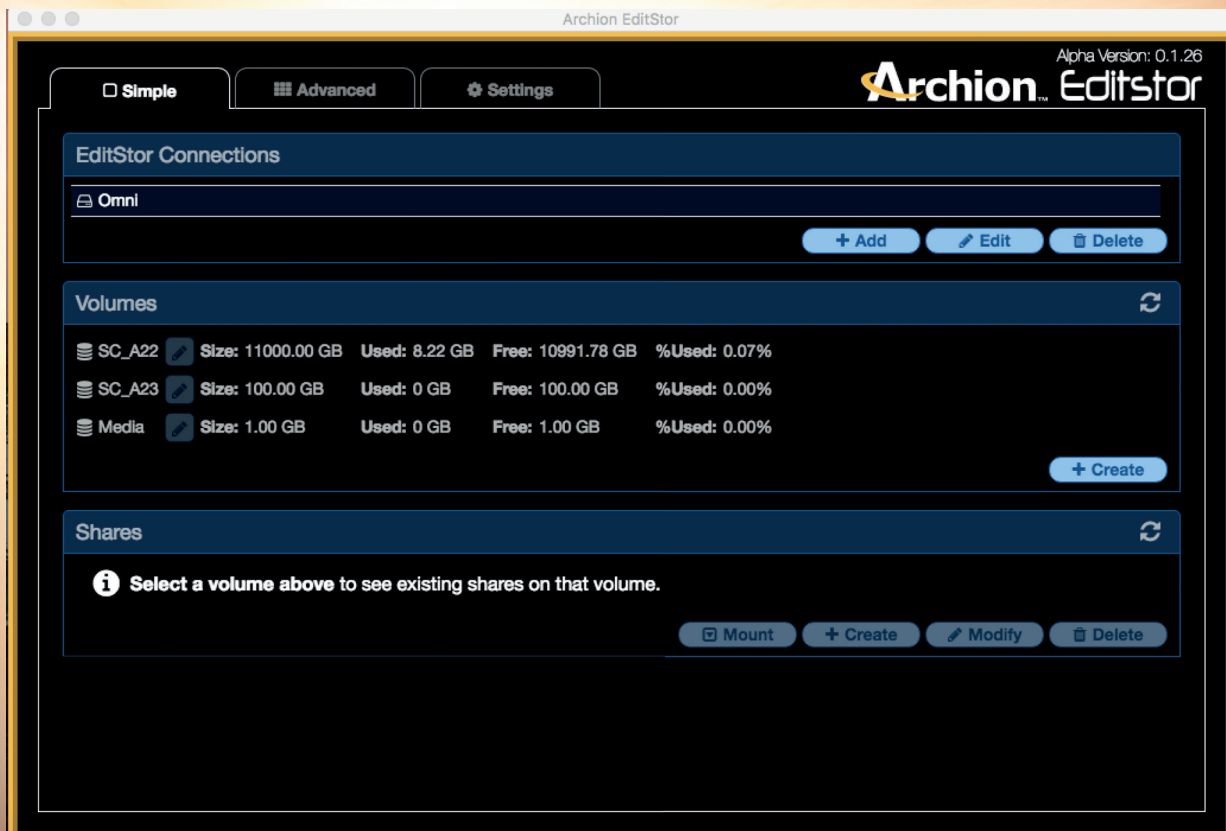 Archion EditStor
Alpha Version: 0.1.26
Simple Advanced Settings
Archion™ Editstor
EditStor Connections
Omni
+ Add Edit Delete
Volumes
SC_A22 Size: 11000.00 GB Used: 8.22 GB Free: 10991.78 GB %Used: 0.07%
SC_A23 Size: 100.00 GB Used: 0 GB Free: 100.00 GB %Used: 0.00%
Media Size: 1.00 GB Used: 0 GB Free: 1.00 GB %Used: 0.00%
+ Create
Shares
Select a volume above to see existing shares on that volume.
Mount + Create Modify Delete